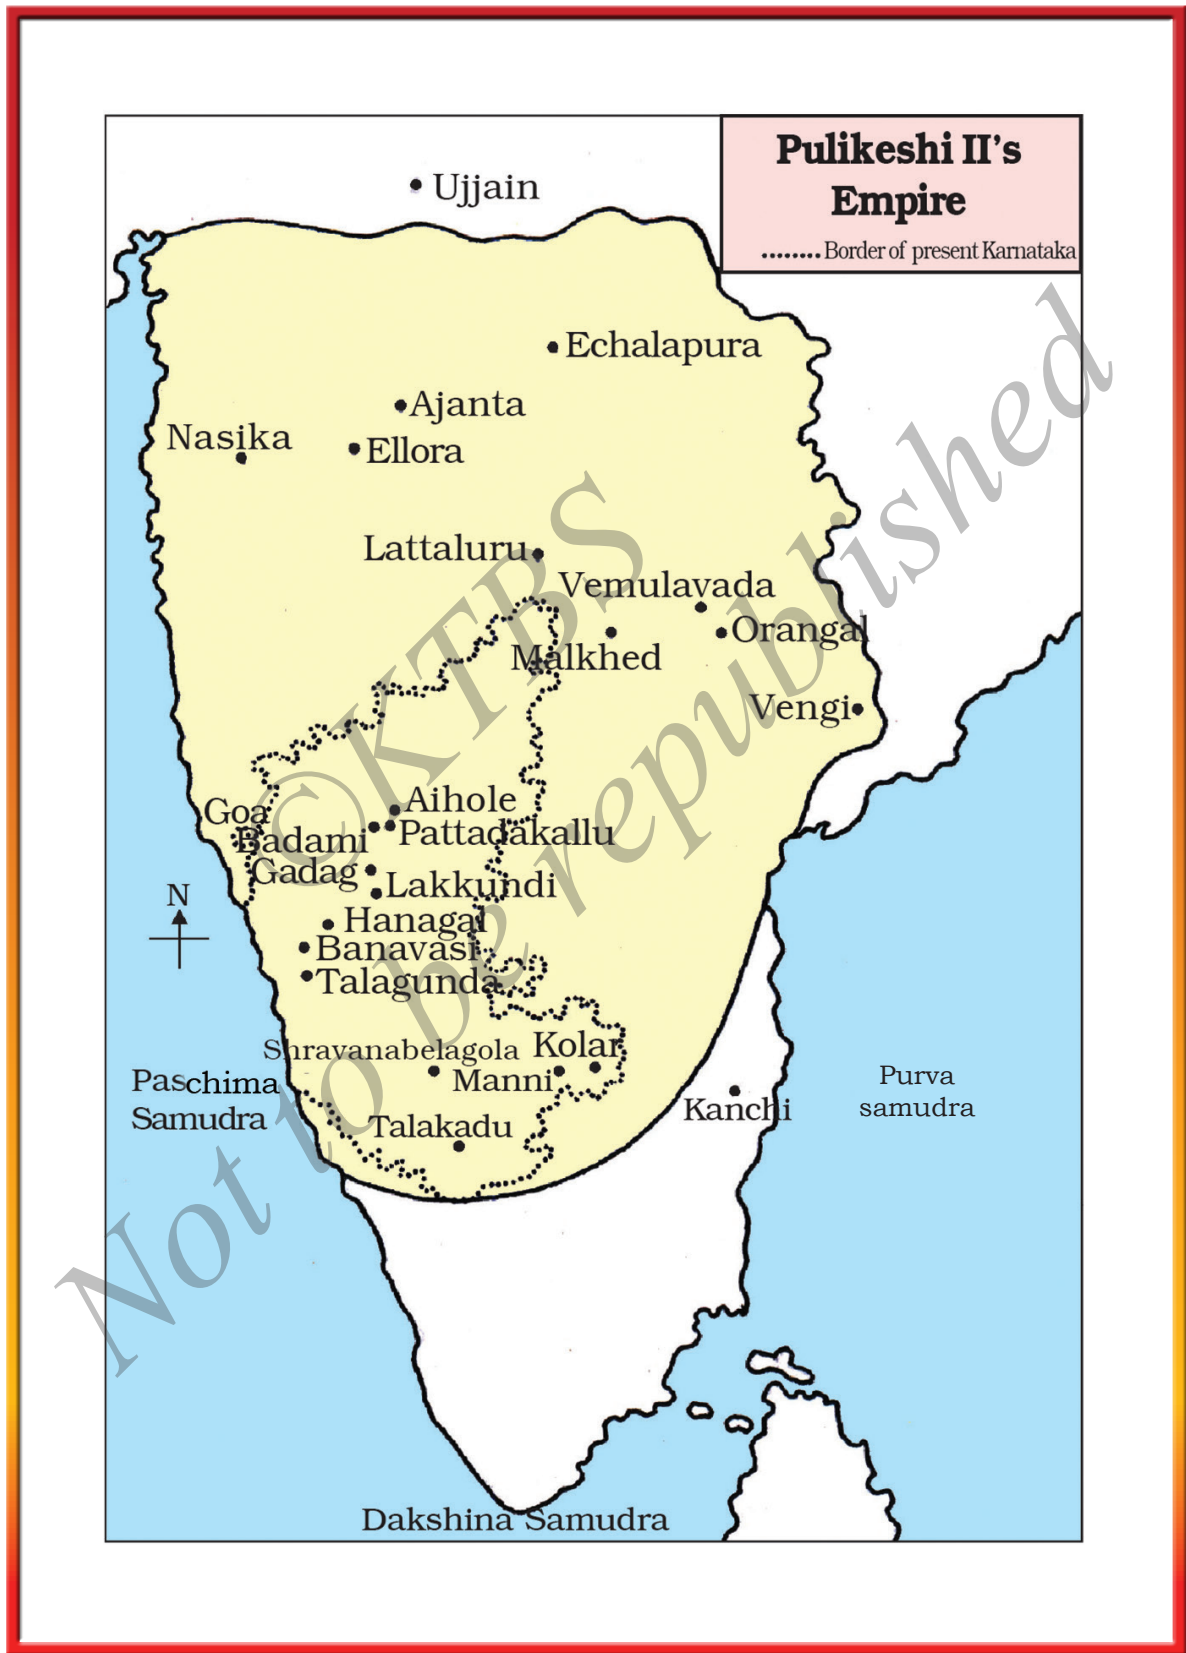 Pulikeshi II's
Empire
........ Border of present Karnataka
Ujjain
Echalapura
Ajanta
Nasika
Ellora
Lattaluru
Vemulavada
Orangal
Malkhed
Vengi
Goa
Aihole
Badami
Pattadakallu
Gadag
Lakkundi
N
Hanagal
Banavasi
Talagunda
Shravanabelagola
Kolar
Manni
Paschima
Samudra
Talakadu
Kanchi
Purva
samudra
Dakshina Samudra
©KTBS
Not to be republished